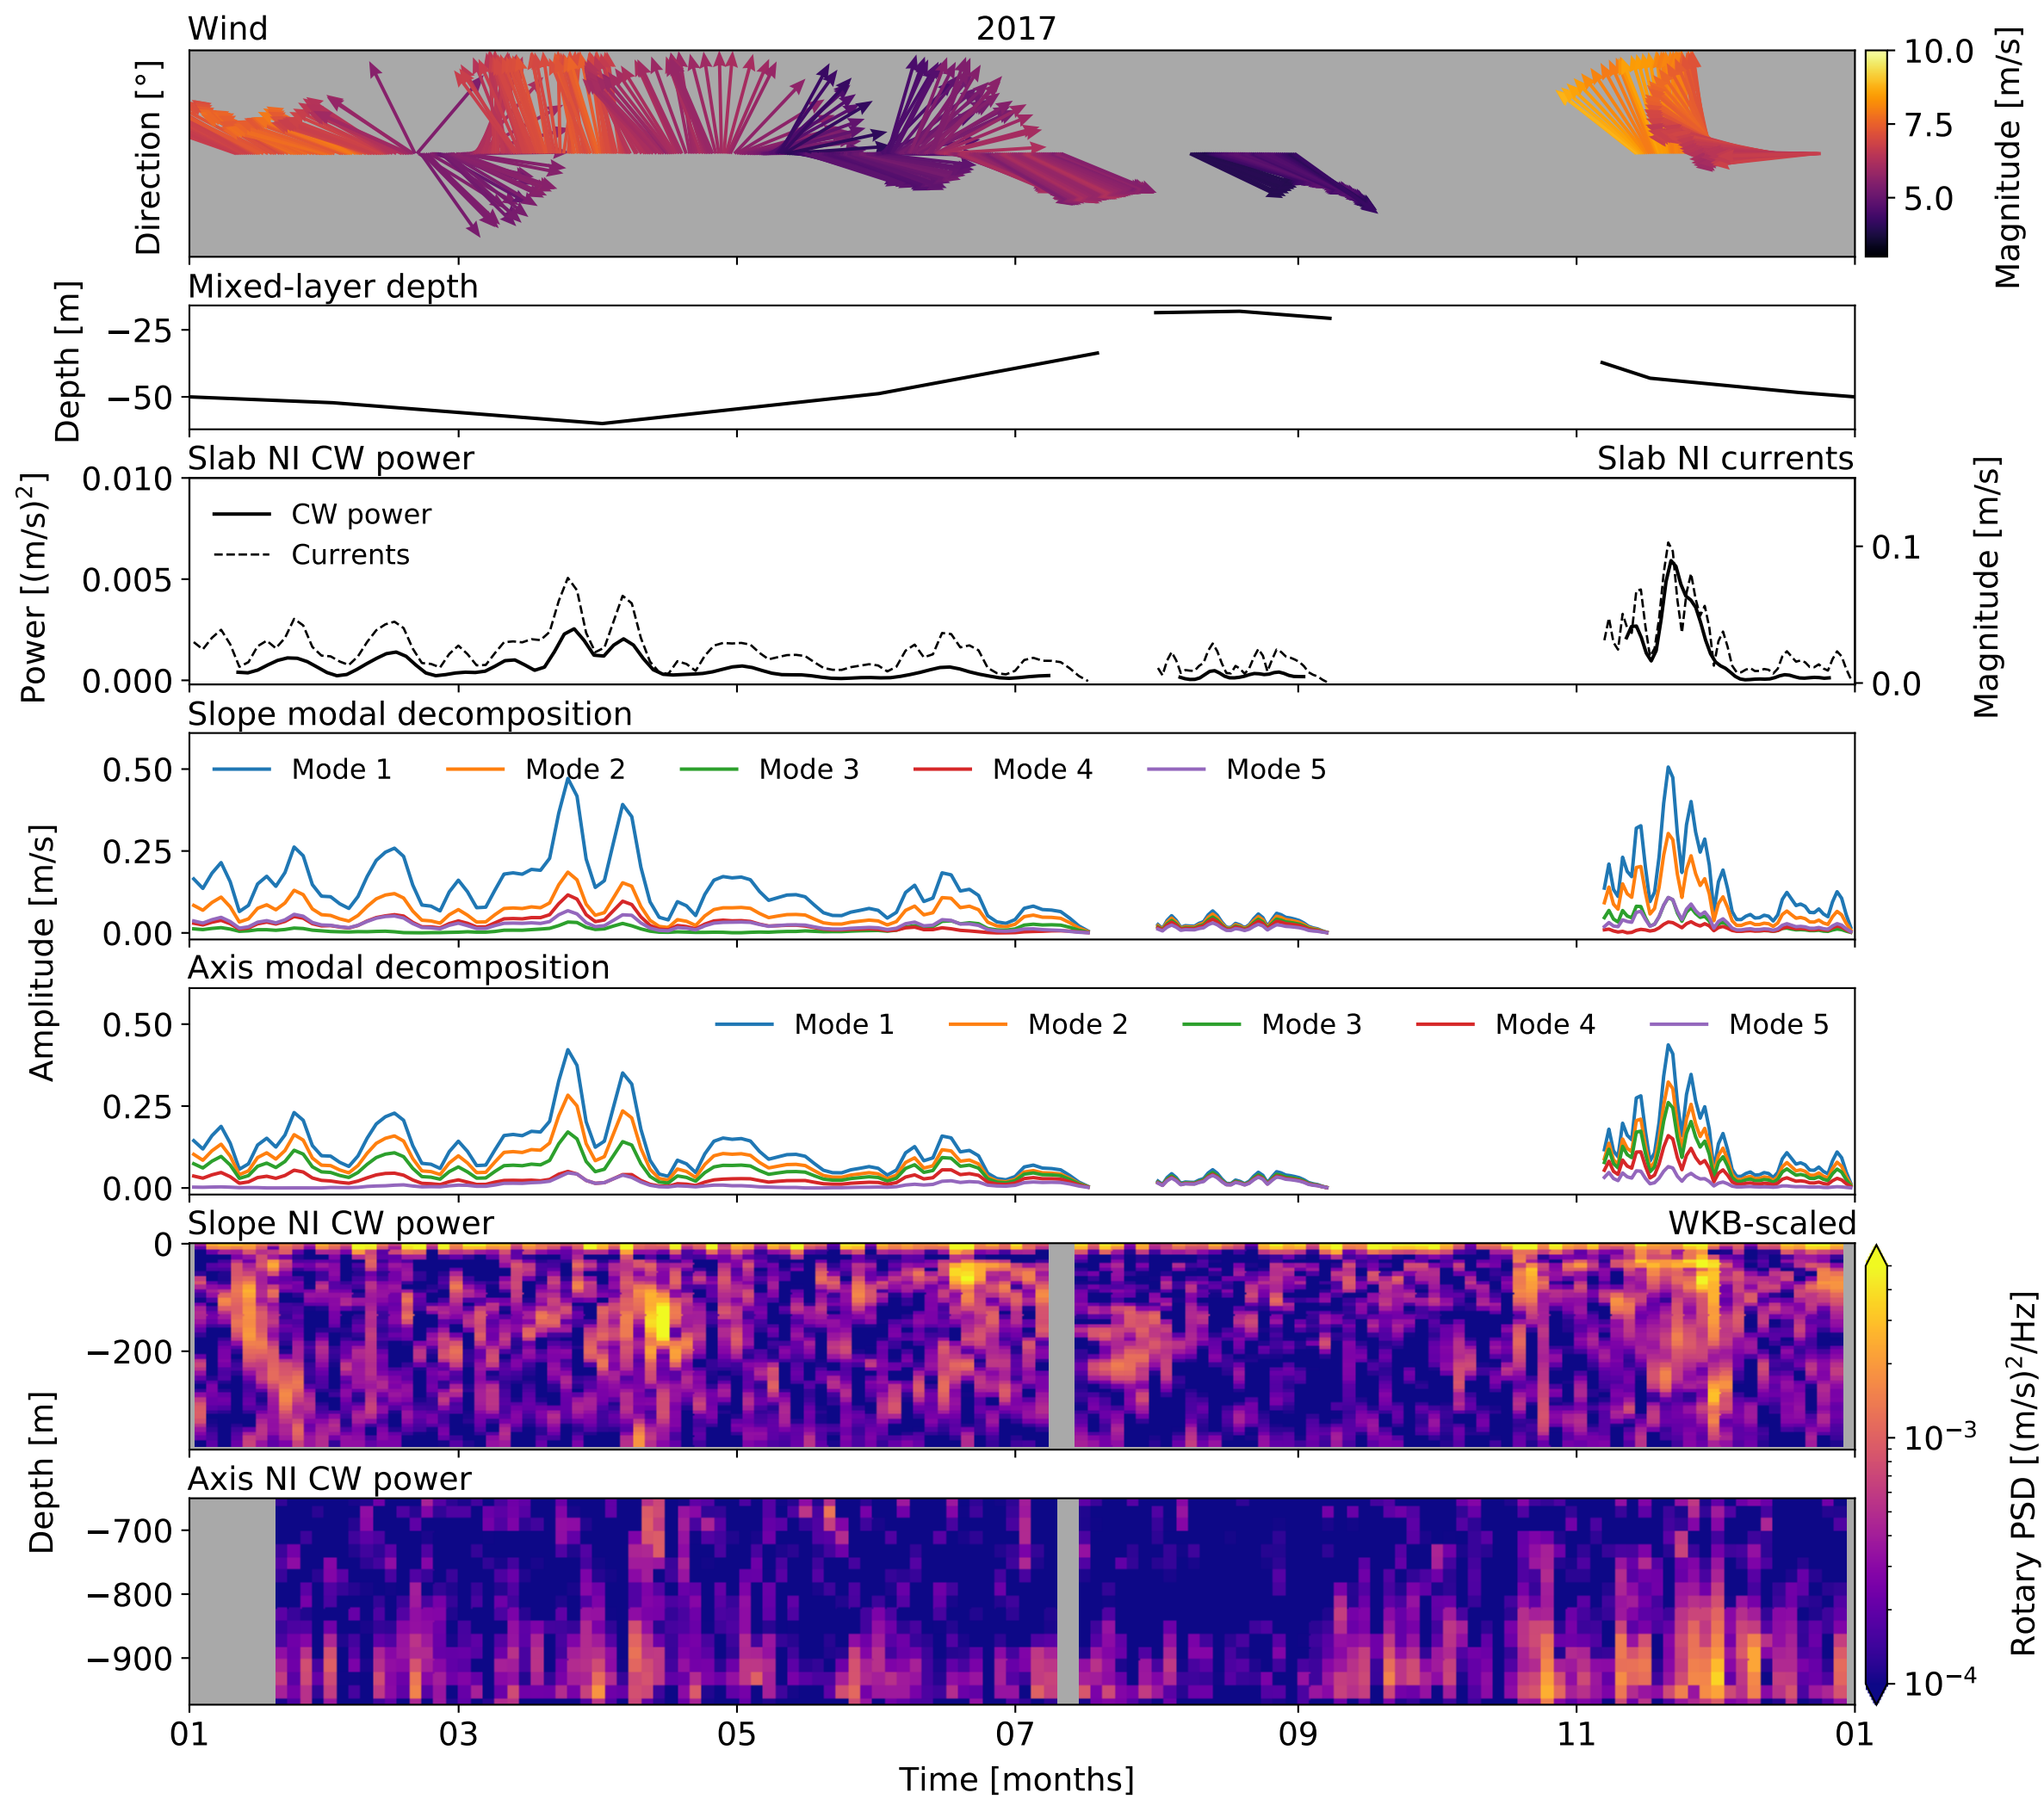 Wind
2017
Direction [°]
10.0
7.5
5.0
Magnitude [m/s]
Mixed-layer depth
Depth [m]
−25
−50
Slab NI CW power
Slab NI currents
Power [(m/s)²]
0.010
0.005
0.000
CW power
Currents
0.1
0.0
Magnitude [m/s]
Slope modal decomposition
Mode 1 Mode 2 Mode 3 Mode 4 Mode 5
0.50
0.25
0.00
Amplitude [m/s]
Axis modal decomposition
Mode 1 Mode 2 Mode 3 Mode 4 Mode 5
0.50
0.25
0.00
Slope NI CW power
WKB-scaled
0
−200
Depth [m]
Axis NI CW power
−700
−800
−900
10⁻³
10⁻⁴
Rotary PSD [(m/s)²/Hz]
01 03 05 07 09 11 01
Time [months]